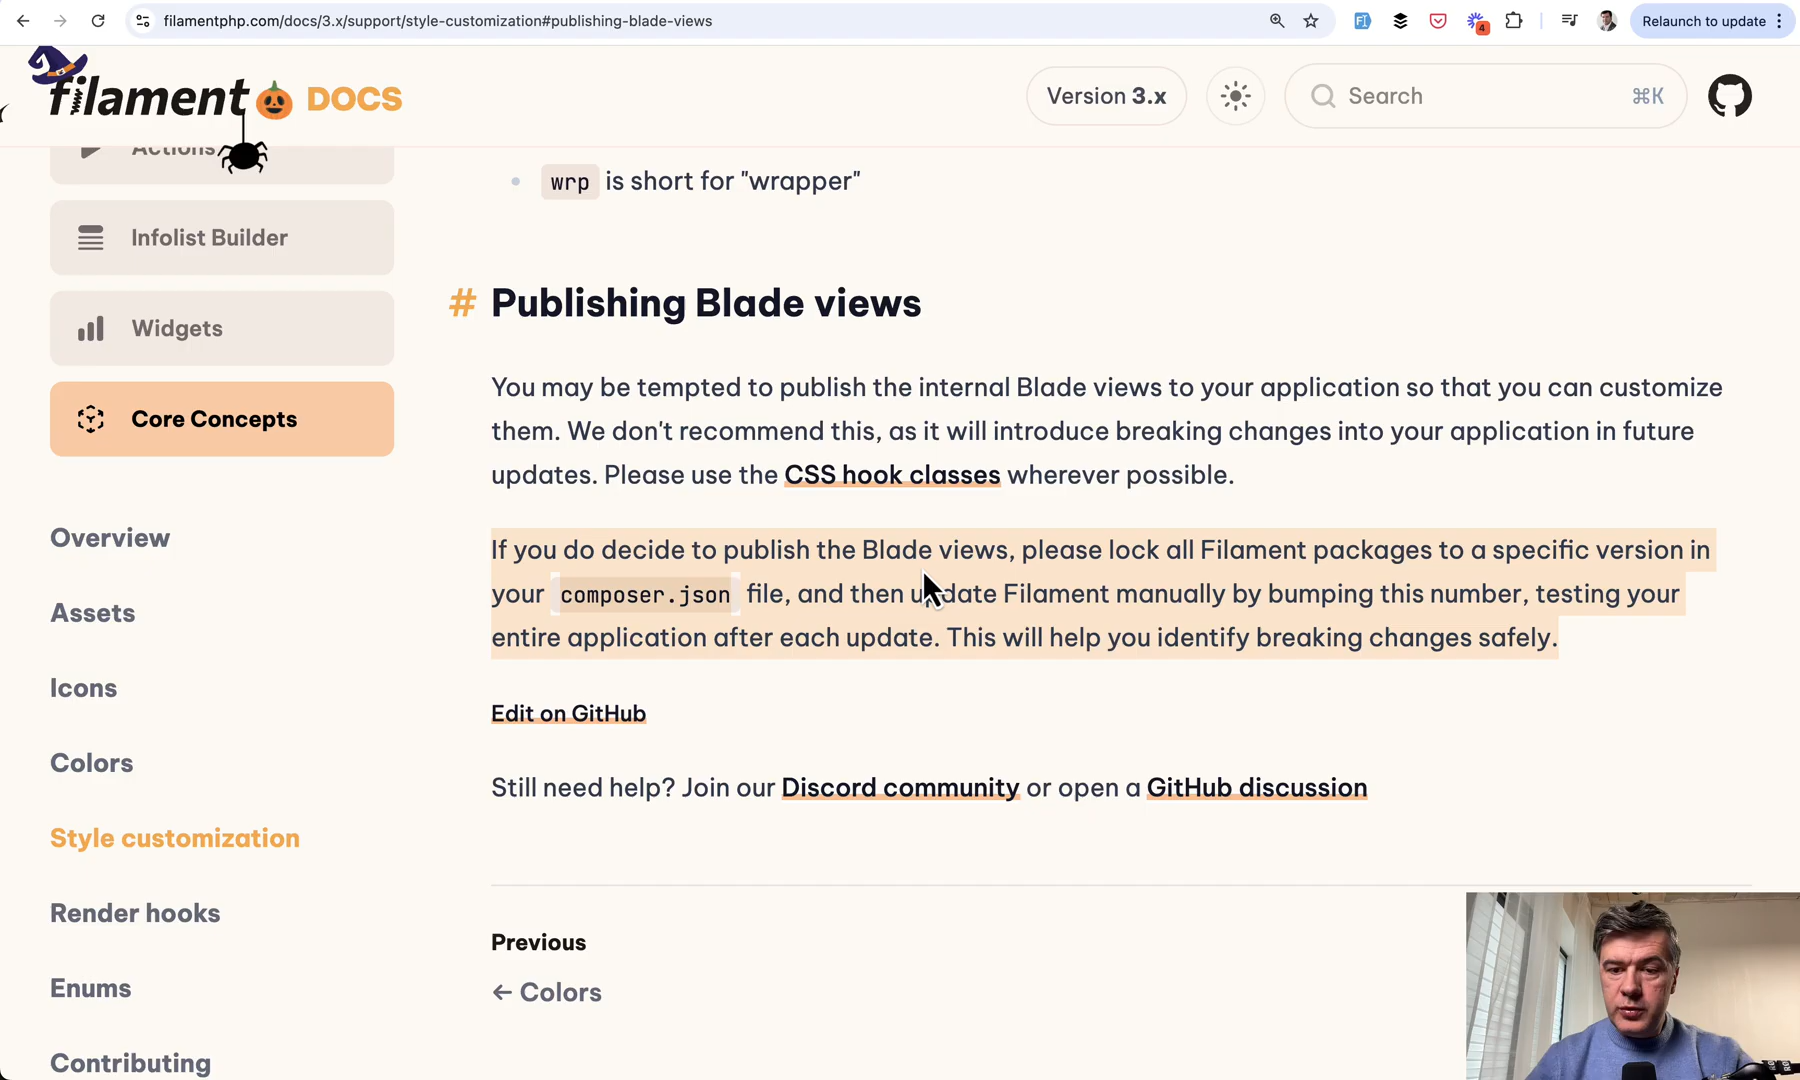 filamentphp.com/docs/3.x/support/style-customization#publishing-blade-views
4
Relaunch to update
filament DOCS
Version 3.x
Search
⌘K
Actions
Infolist Builder
Widgets
Core Concepts
Overview
Assets
Icons
Colors
Style customization
Render hooks
Enums
Contributing
wrp is short for "wrapper"
# Publishing Blade views
You may be tempted to publish the internal Blade views to your application so that you can customize
them. We don't recommend this, as it will introduce breaking changes into your application in future
updates. Please use the CSS hook classes wherever possible.
If you do decide to publish the Blade views, please lock all Filament packages to a specific version in
your composer.json file, and then update Filament manually by bumping this number, testing your
entire application after each update. This will help you identify breaking changes safely.
Edit on GitHub
Still need help? Join our Discord community or open a GitHub discussion
Previous
← Colors